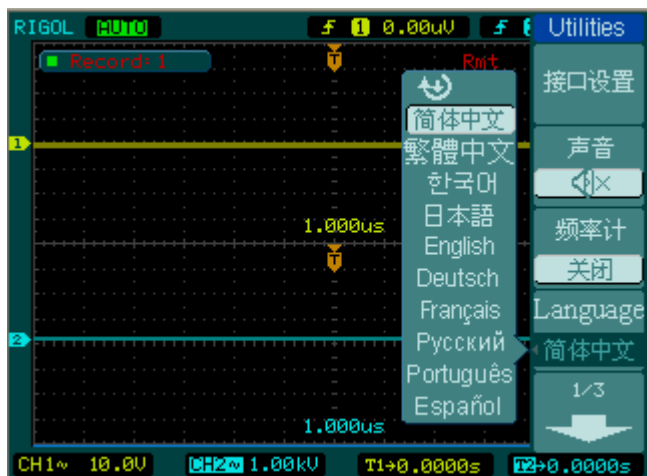 RIGOL AUTO 1 0.00uV
Utilities
Record: 1
T
Rmt
接口设置
简体中文
繁體中文
한국어
日本語
English
Deutsch
Français
Русский
Português
Español
1
声音
1.000us
频率计
关闭
T
Language
简体中文
2
1/3
1.000us
CH1~ 10.0V CH2~ 1.00kV T1→0.0000s T2→0.0000s